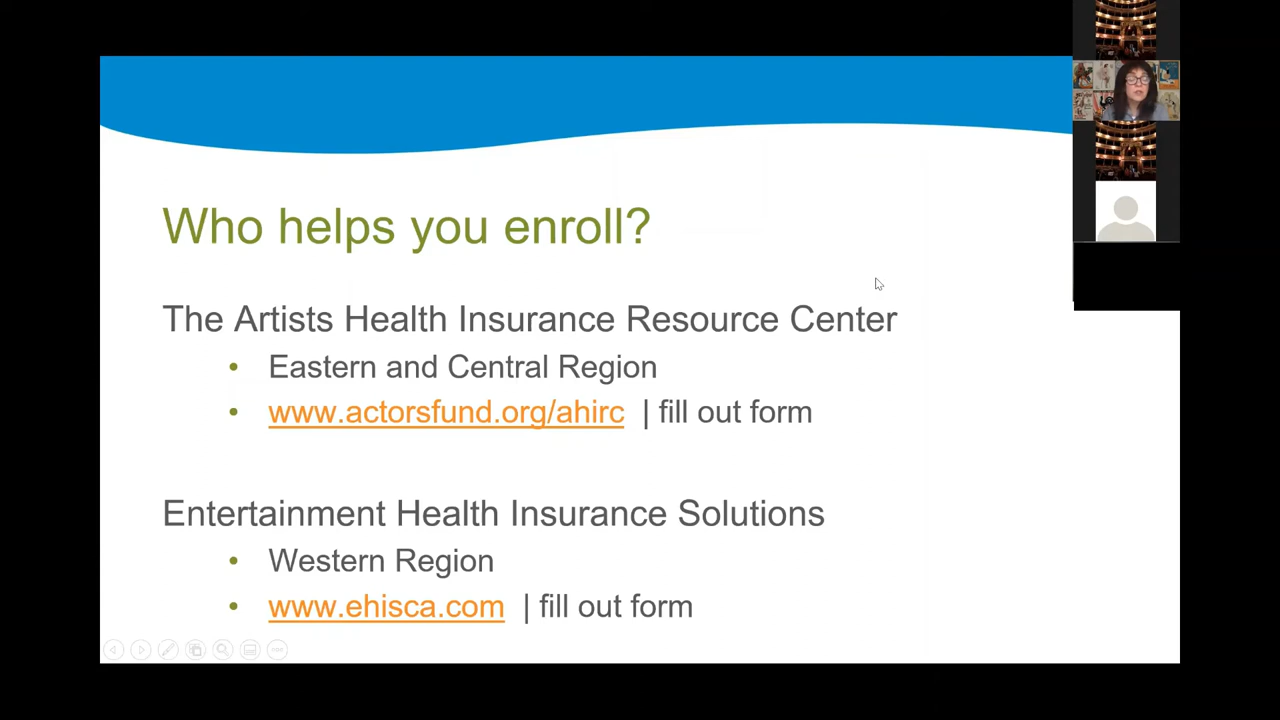 Who helps you enroll?
The Artists Health Insurance Resource Center
• Eastern and Central Region
• www.actorsfund.org/ahirc | fill out form
Entertainment Health Insurance Solutions
• Western Region
• www.ehisca.com | fill out form